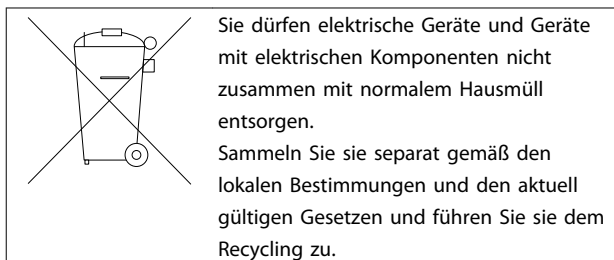 Sie dürfen elektrische Geräte und Geräte
mit elektrischen Komponenten nicht
zusammen mit normalem Hausmüll
entsorgen.
Sammeln Sie sie separat gemäß den
lokalen Bestimmungen und den aktuell
gültigen Gesetzen und führen Sie sie dem
Recycling zu.